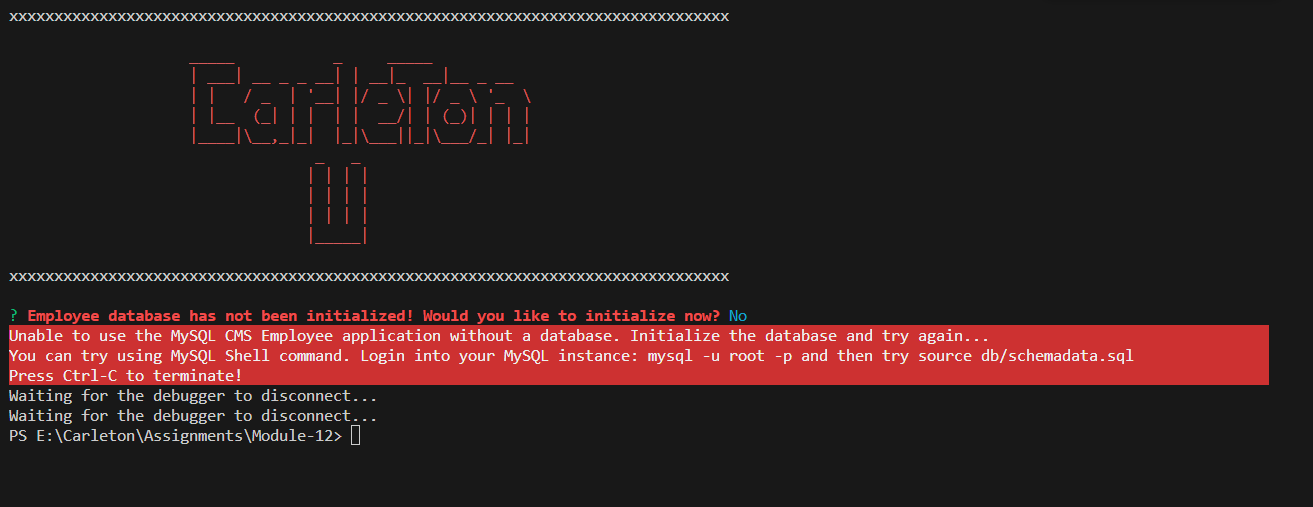 xxxxxxxxxxxxxxxxxxxxxxxxxxxxxxxxxxxxxxxxxxxxxxxxxxxxxxxxxxxxxxxxxxxxxxxxxxxxxxxx
Carleton
U
xxxxxxxxxxxxxxxxxxxxxxxxxxxxxxxxxxxxxxxxxxxxxxxxxxxxxxxxxxxxxxxxxxxxxxxxxxxxxxxx
? Employee database has not been initialized! Would you like to initialize now? No
Unable to use the MySQL CMS Employee application without a database. Initialize the database and try again...
You can try using MySQL Shell command. Login into your MySQL instance: mysql -u root -p and then try source db/schemadata.sql
Press Ctrl-C to terminate!
Waiting for the debugger to disconnect...
Waiting for the debugger to disconnect...
PS E:\Carleton\Assignments\Module-12>